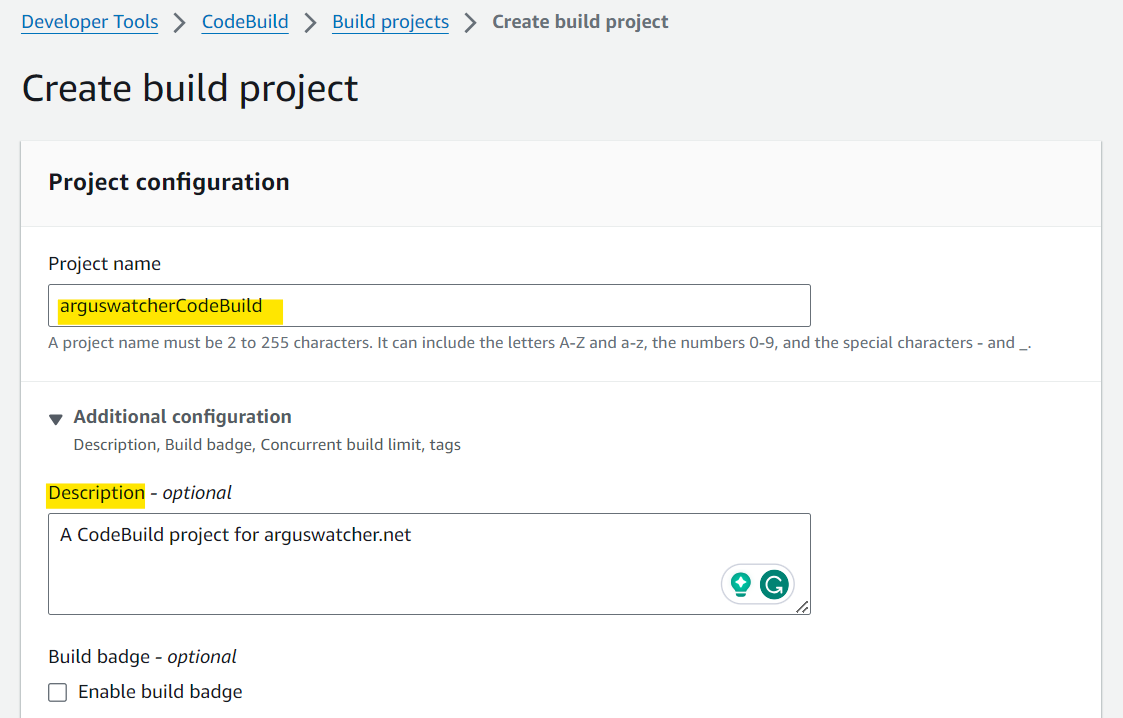 Developer Tools > CodeBuild > Build projects > Create build project
Create build project
Project configuration
Project name
arguswatcherCodeBuild
A project name must be 2 to 255 characters. It can include the letters A-Z and a-z, the numbers 0-9, and the special characters - and _.
Additional configuration
Description, Build badge, Concurrent build limit, tags
Description - optional
A CodeBuild project for arguswatcher.net
Build badge - optional
Enable build badge